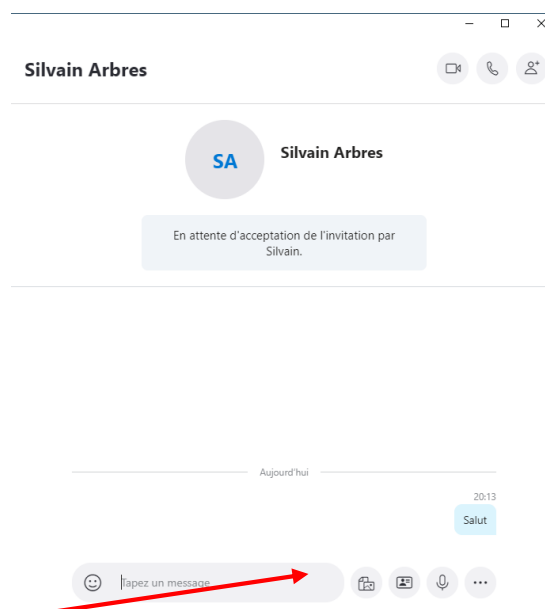 Silvain Arbres
SA
Silvain Arbres
En attente d'acceptation de l'invitation par
Silvain.
Aujourd'hui
20:13
Salut
Tapez un message